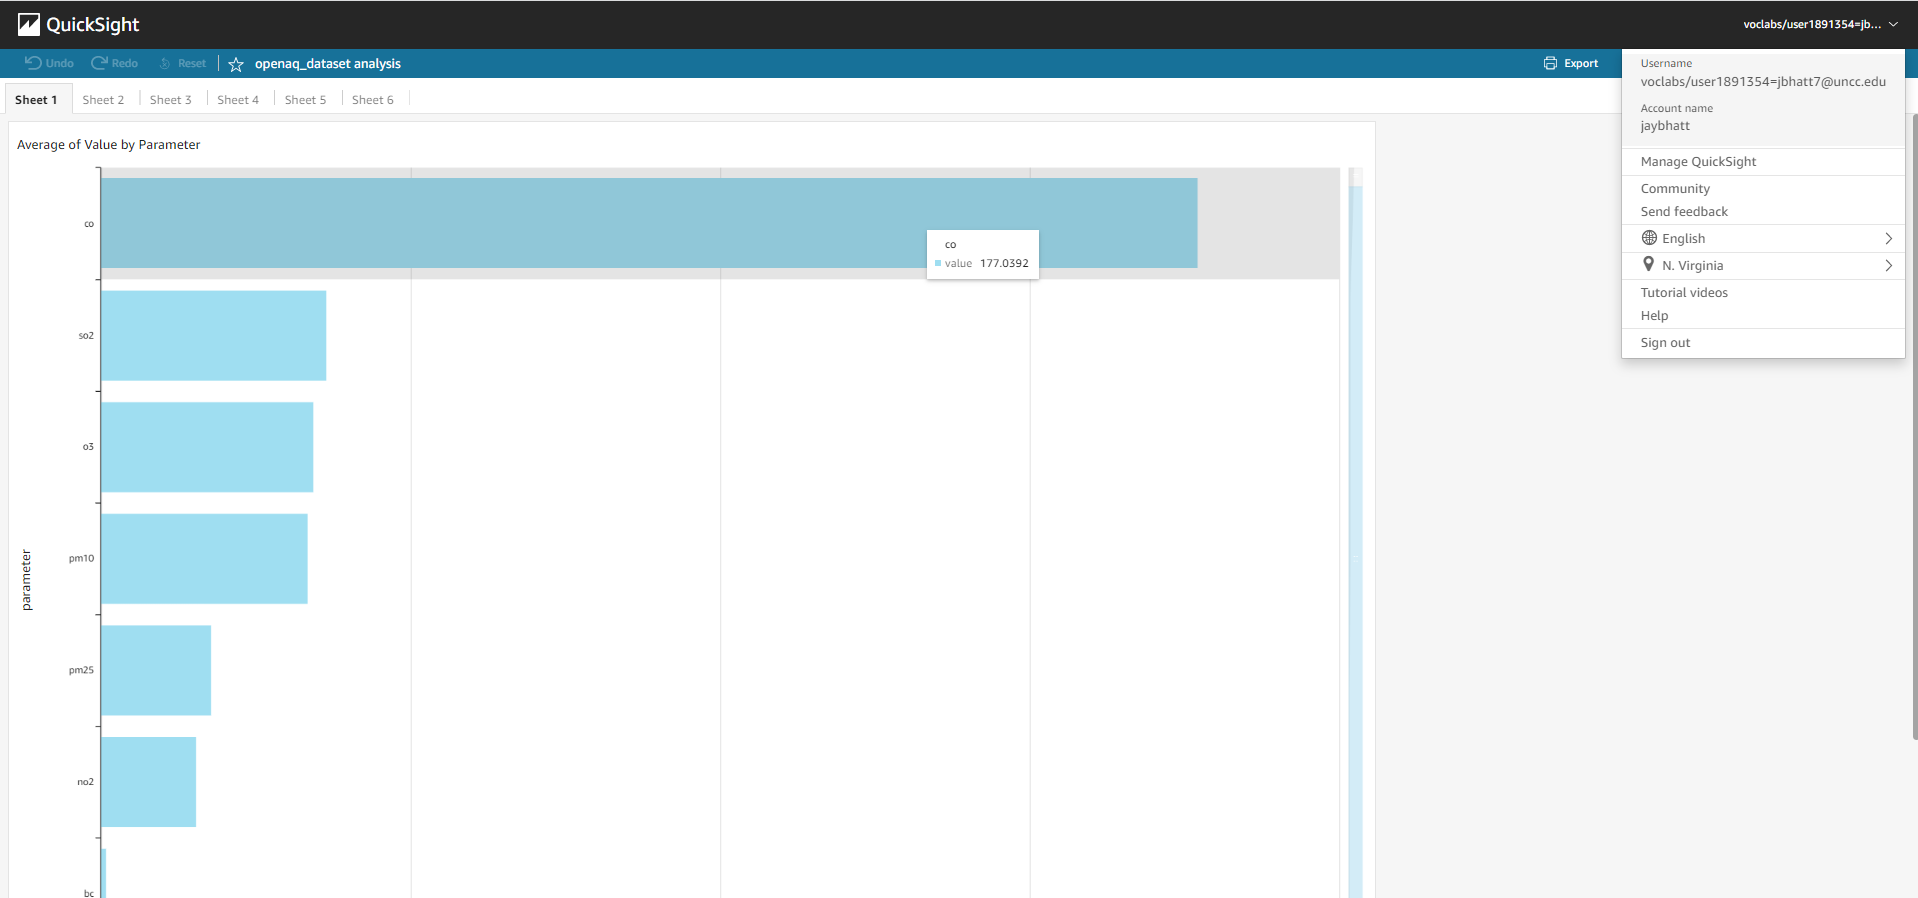 QuickSight
voclabs/user1891354=jb...
Undo Redo Reset openaq_dataset analysis Export
Sheet 1 Sheet 2 Sheet 3 Sheet 4 Sheet 5 Sheet 6
Username
voclabs/user1891354=jbhatt7@uncc.edu
Account name
jaybhatt
Manage QuickSight
Community
Send feedback
English
N. Virginia
Tutorial videos
Help
Sign out
Average of Value by Parameter
parameter
co
co
value 177.0392
so2
o3
pm10
pm25
no2
bc